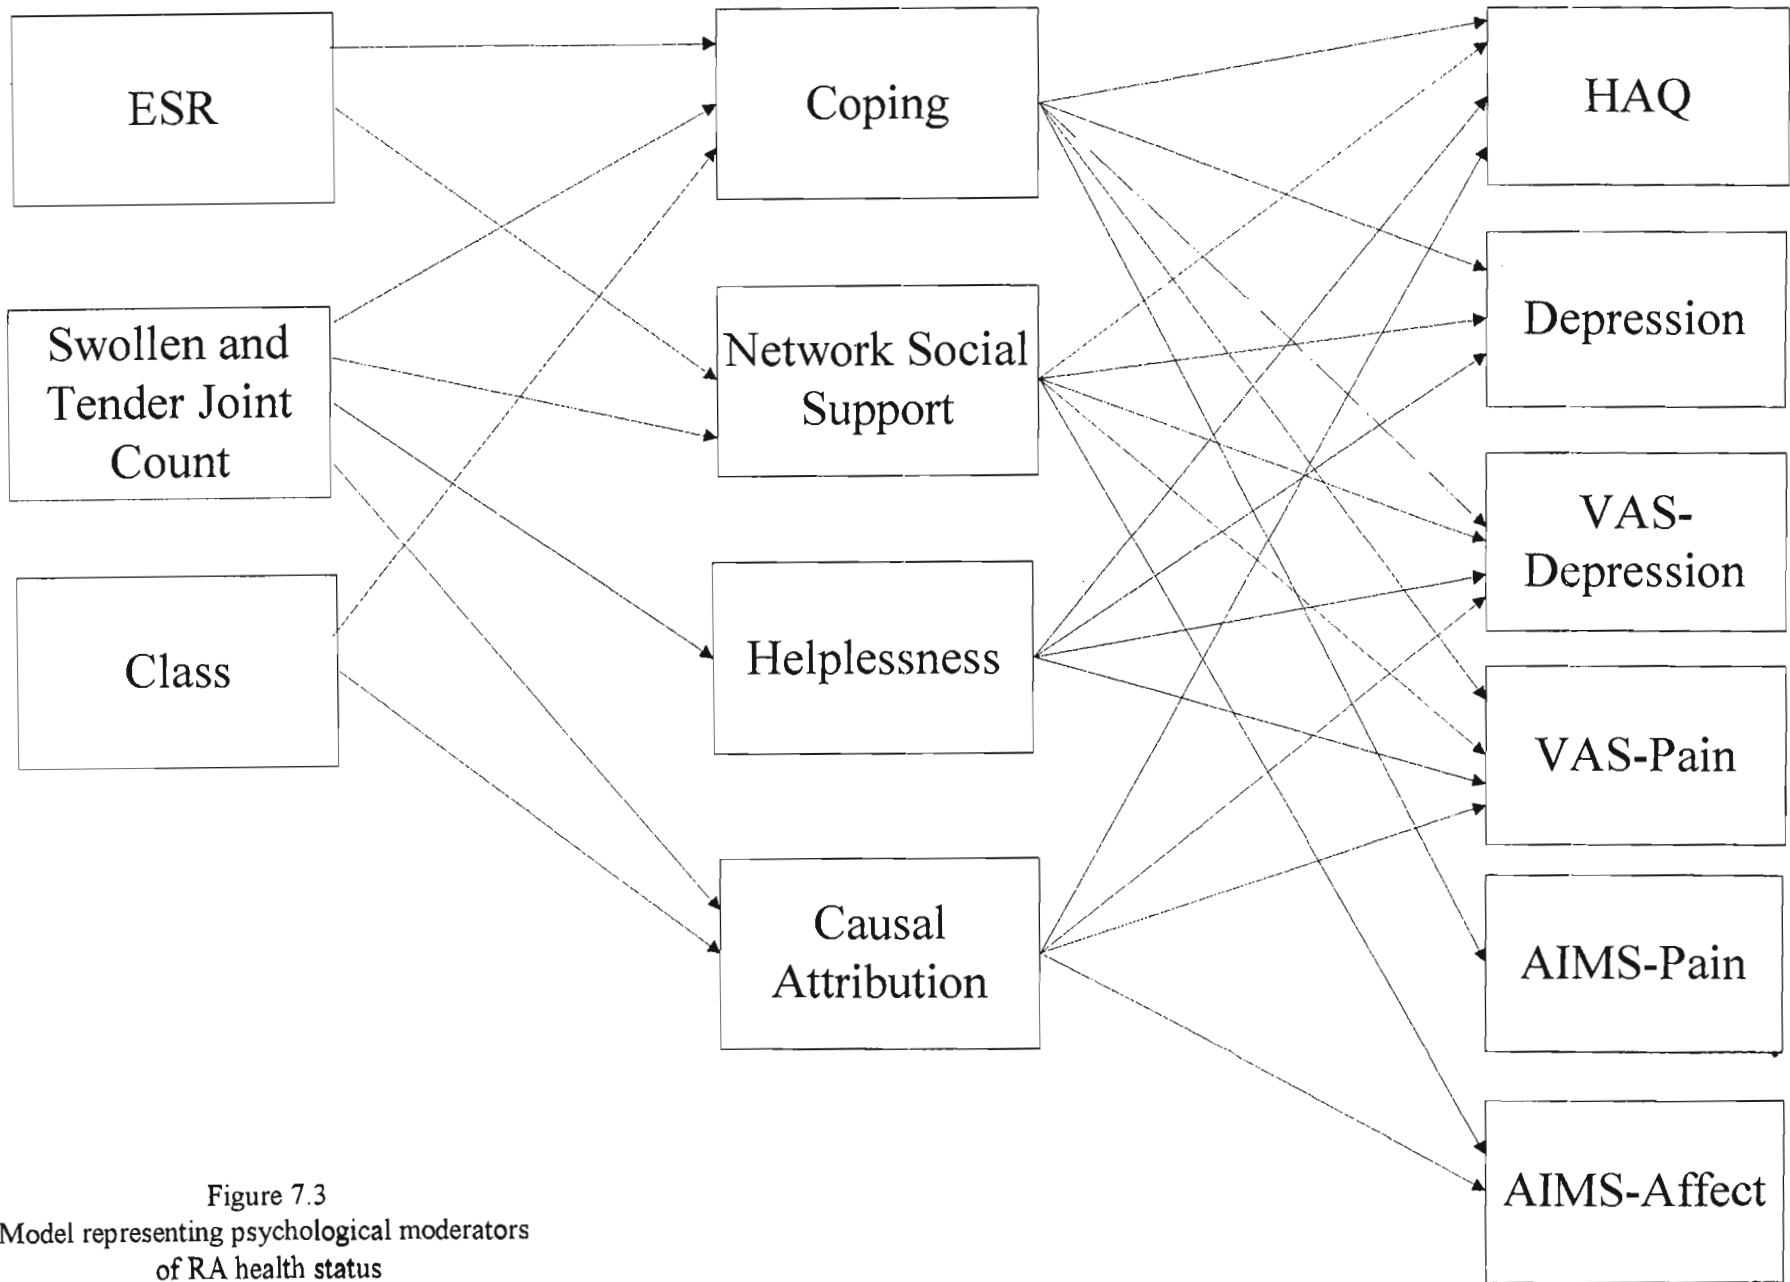 ESR
Swollen and
Tender Joint
Count
Class
Coping
Network Social
Support
Helplessness
Causal
Attribution
HAQ
Depression
VAS-
Depression
VAS-Pain
AIMS-Pain
AIMS-Affect
Figure 7.3
Model representing psychological moderators
of RA health status